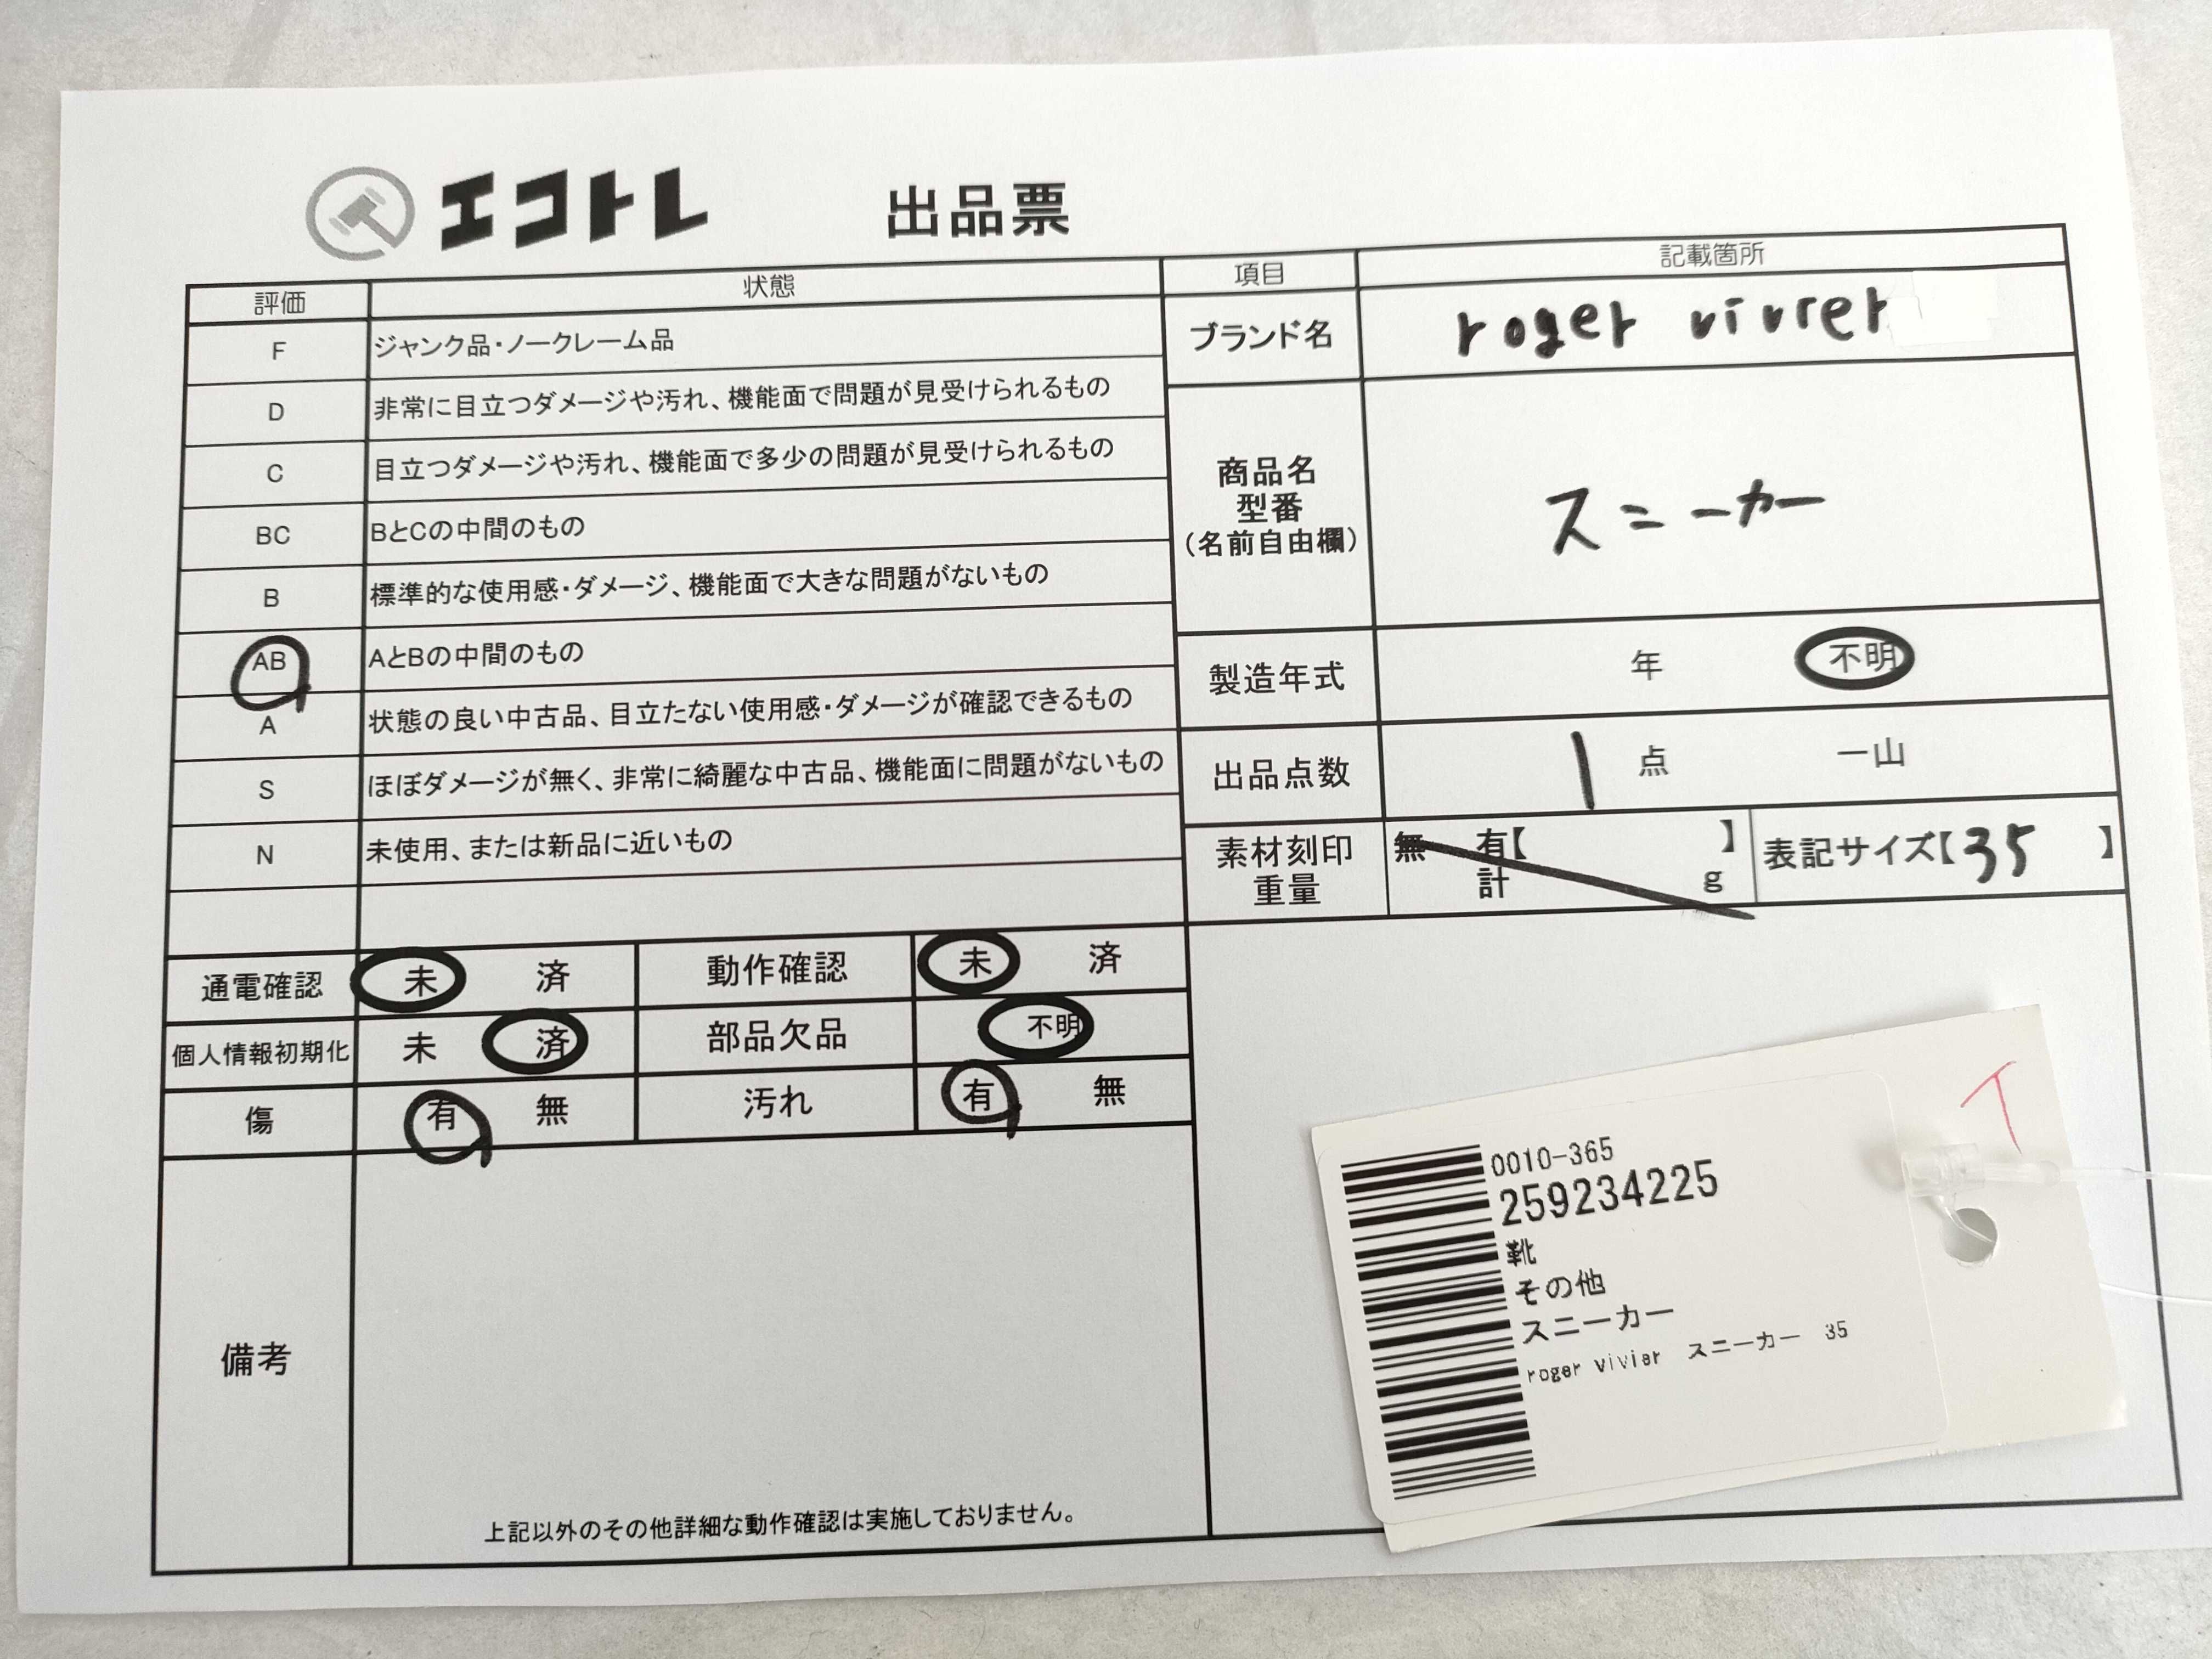 エコトレ 出品票
評価 状態
F ジャンク品・ノークレーム品
D 非常に目立つダメージや汚れ、機能面で問題が見受けられるもの
C 目立つダメージや汚れ、機能面で多少の問題が見受けられるもの
BC BとCの中間のもの
B 標準的な使用感・ダメージ、機能面で大きな問題がないもの
AB AとBの中間のもの
A 状態の良い中古品、目立たない使用感・ダメージが確認できるもの
S ほぼダメージが無く、非常に綺麗な中古品、機能面に問題がないもの
N 未使用、または新品に近いもの
通電確認 未 済 動作確認 未 済
個人情報初期化 未 済 部品欠品 不明
傷 有 無 汚れ 有 無
備考
上記以外のその他詳細な動作確認は実施しておりません。
項目 記載箇所
ブランド名 roger vivrer
商品名
型番
(名前自由欄)
スニーカー
製造年式 年 不明
出品点数 1 点 一山
素材刻印 無 有【 】
重量 計 g
表記サイズ【35 】
T
0010-365
259234225
靴
その他
スニーカー
roger vivier スニーカー 35